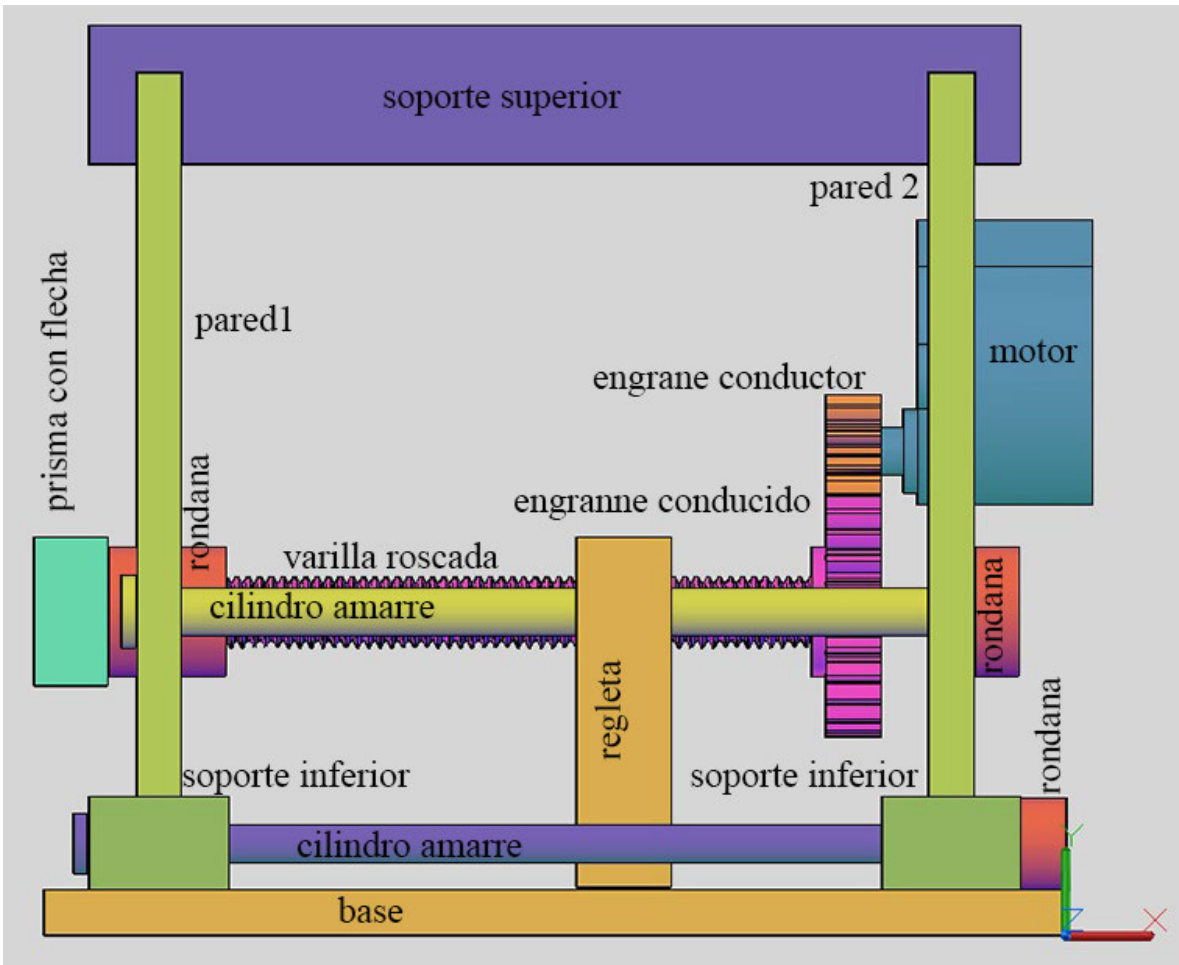 soporte superior
pared 2
prisma con flecha
pared1
motor
engrane conductor
rondana
engranne conducido
varilla roscada
cilindro amarre
rondana
regleta
soporte inferior
soporte inferior
rondana
cilindro amarre
base
Y
Z
X